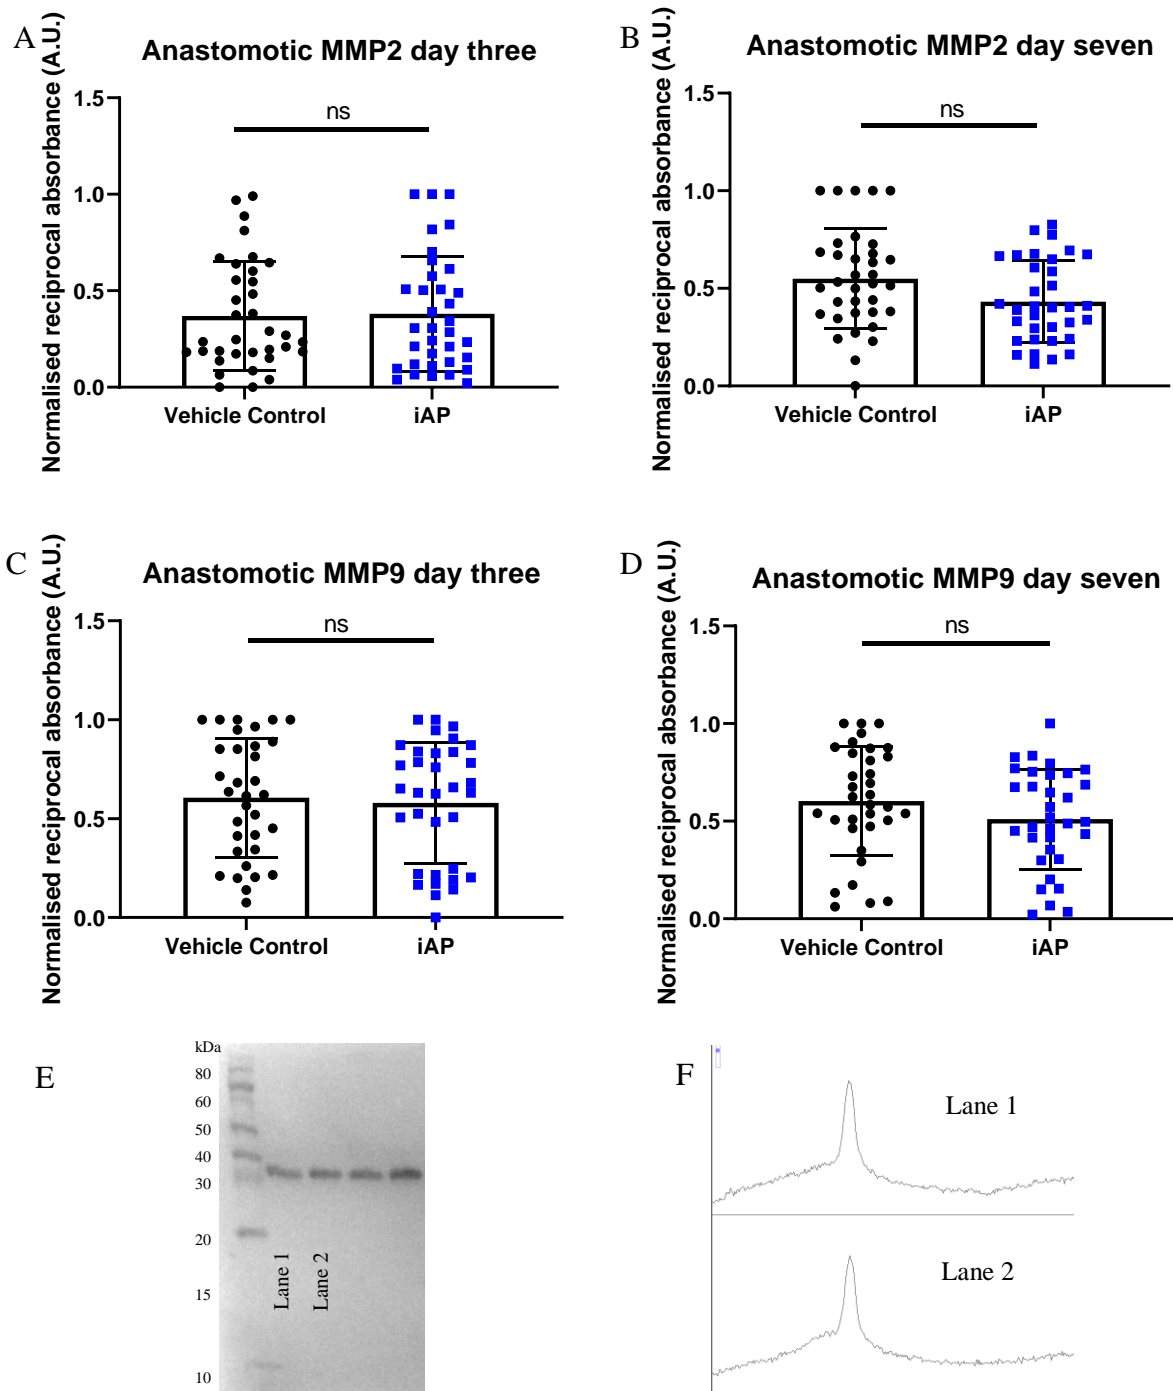 A
Anastomotic MMP2 day three
Normalised reciprocal absorbance (A.U.)
1.5
1.0
0.5
0.0
ns
Vehicle Control
iAP
B
Anastomotic MMP2 day seven
Normalised reciprocal absorbance (A.U.)
1.5
1.0
0.5
0.0
ns
Vehicle Control
iAP
C
Anastomotic MMP9 day three
Normalised reciprocal absorbance (A.U.)
1.5
1.0
0.5
0.0
ns
Vehicle Control
iAP
D
Anastomotic MMP9 day seven
Normalised reciprocal absorbance (A.U.)
1.5
1.0
0.5
0.0
ns
Vehicle Control
iAP
E
kDa
80
60
50
40
30
20
15
10
Lane 1
Lane 2
F
Lane 1
Lane 2